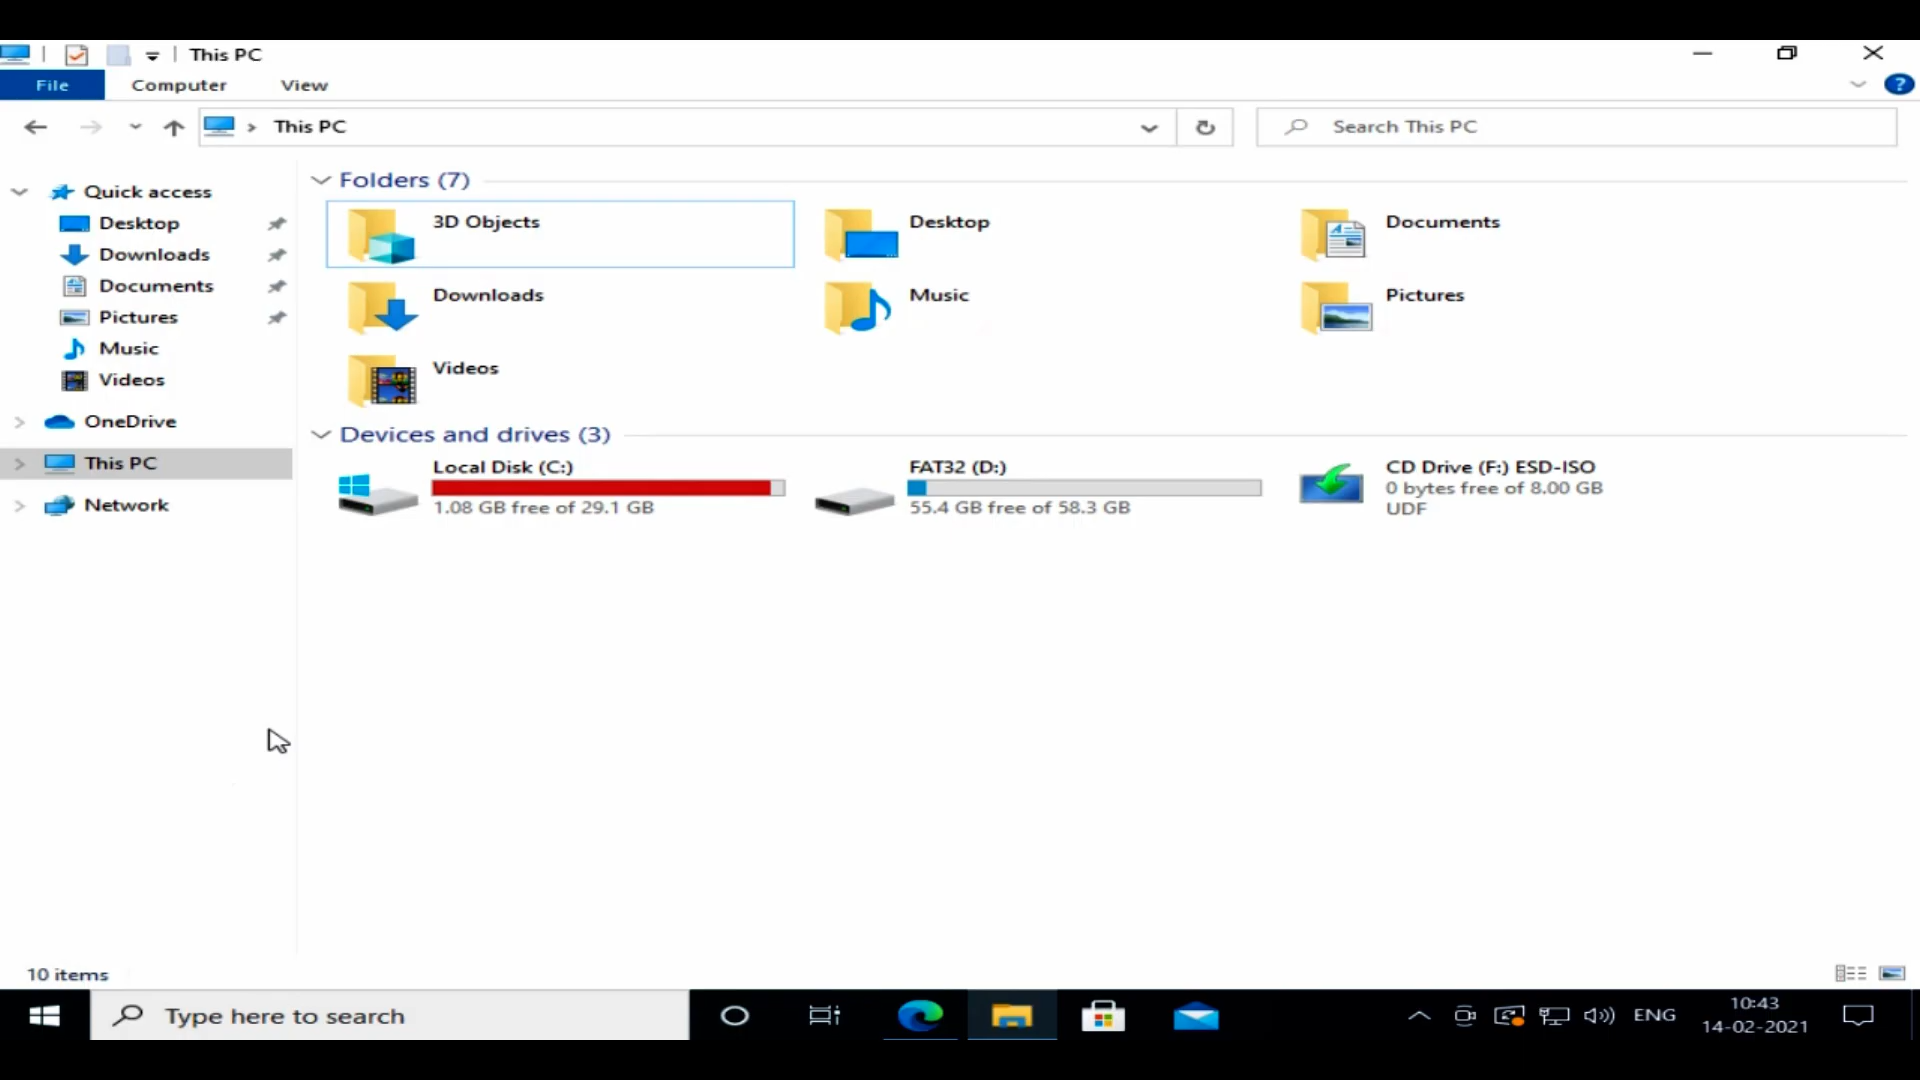 This PC
File
Computer
View
This PC
Search This PC
Quick access
Desktop
Downloads
Documents
Pictures
Music
Videos
OneDrive
This PC
Network
Folders (7)
3D Objects
Desktop
Documents
Downloads
Music
Pictures
Videos
Devices and drives (3)
Local Disk (C:)
1.08 GB free of 29.1 GB
FAT32 (D:)
55.4 GB free of 58.3 GB
CD Drive (F:) ESD-ISO
0 bytes free of 8.00 GB
UDF
10 items
Type here to search
ENG
10:43
14-02-2021